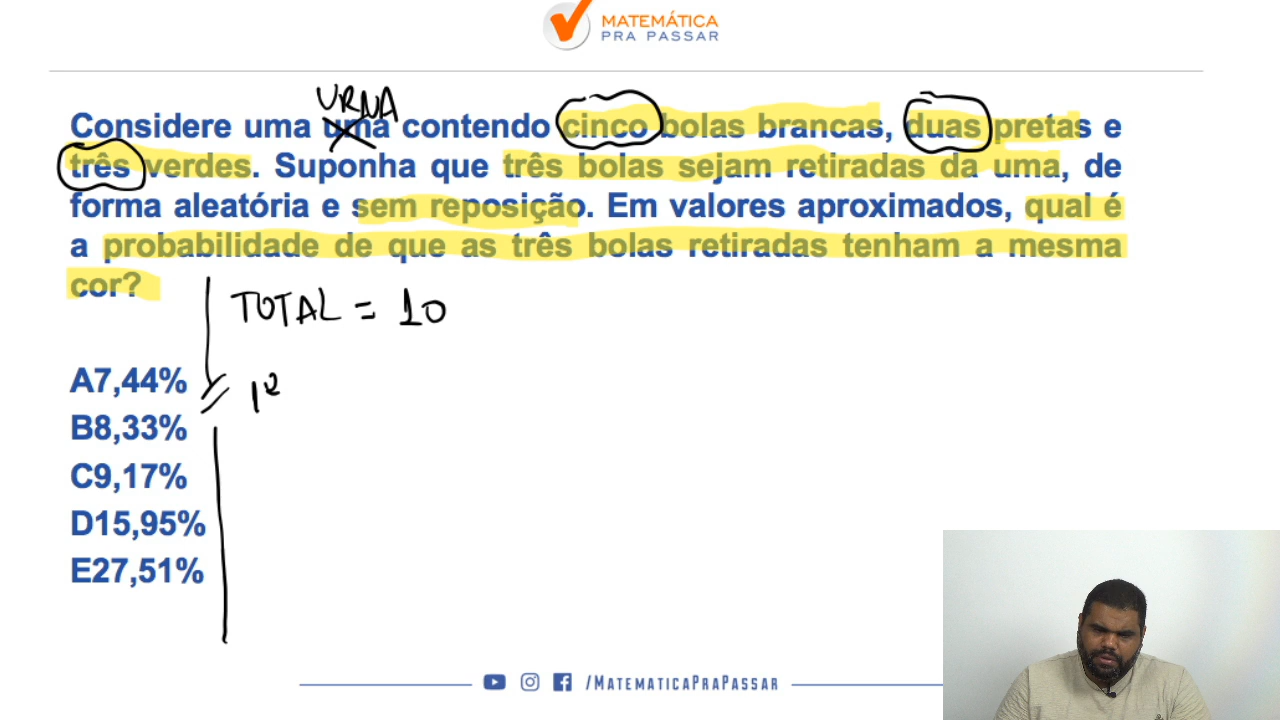 MATEMÁTICA
PRA PASSAR
URNA
Considere uma uma contendo cinco bolas brancas, duas pretas e
três verdes. Suponha que três bolas sejam retiradas da uma, de
forma aleatória e sem reposição. Em valores aproximados, qual é
a probabilidade de que as três bolas retiradas tenham a mesma
cor?
TOTAL = 10
A7,44%
1º
B8,33%
C9,17%
D15,95%
E27,51%
/MATEMATICAPRAPASSAR